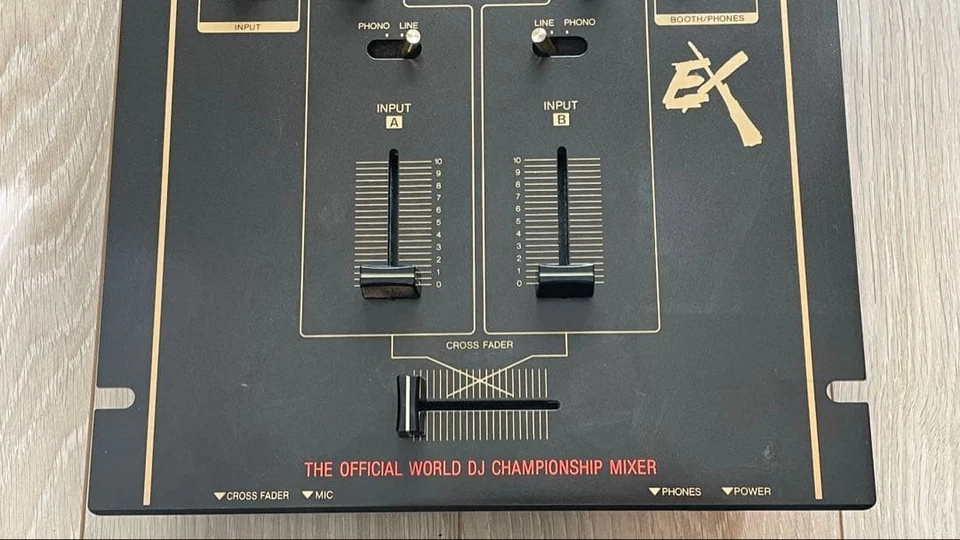 INPUT
BOOTH/PHONES
PHONO LINE
LINE PHONO
EX
INPUT
A
INPUT
B
10
9
8
7
6
5
4
3
2
1
0
10
9
8
7
6
5
4
3
2
1
0
CROSS FADER
THE OFFICIAL WORLD DJ CHAMPIONSHIP MIXER
▼CROSS FADER ▼MIC ▼PHONES ▼POWER